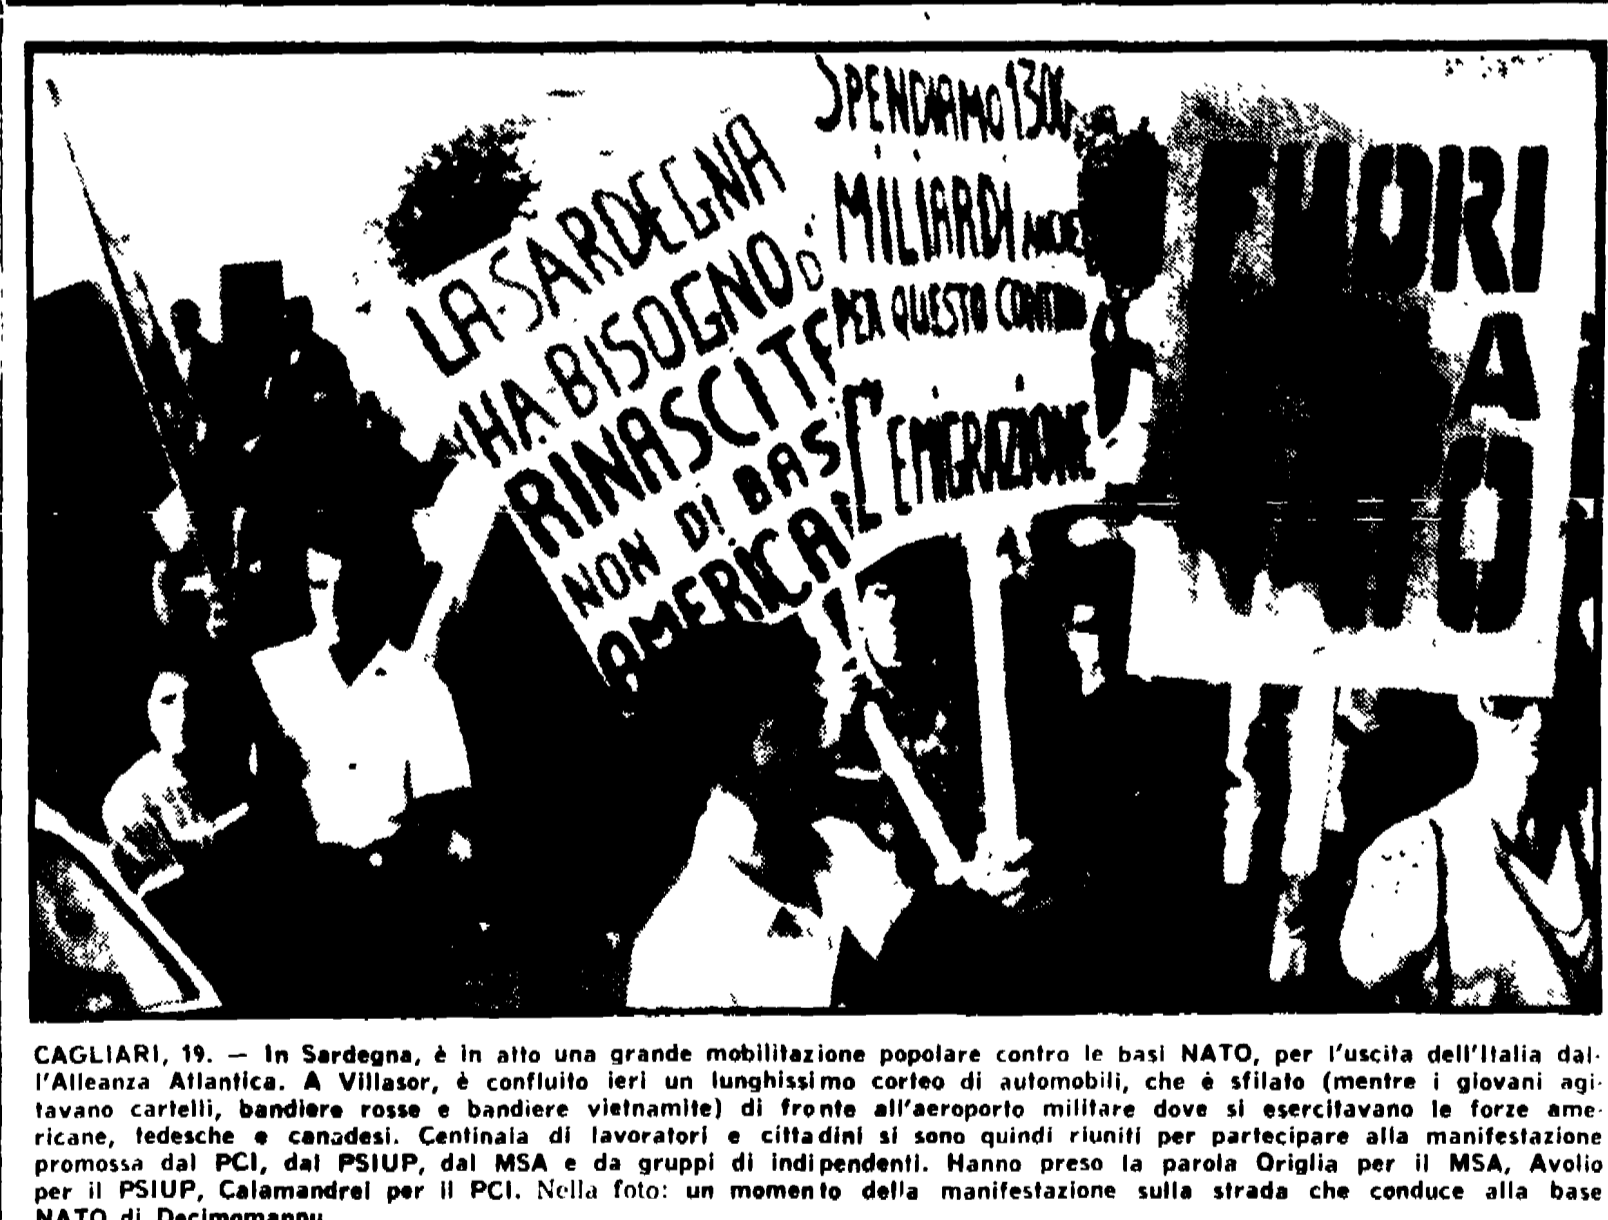 LA SARDEGNA
HA BISOGNO D'
RINASCITA
NON DI BAS
AMERICA
SPENDIAMO 1300
MILIARDI ANCHE
PER QUESTO CONTINUA
L'EMIGRAZIONE
FUORI
A
O
CAGLIARI, 19. — In Sardegna, è in atto una grande mobilitazione popolare contro le basi NATO, per l'uscita dell'Italia dal-
l'Alleanza Atlantica. A Villasor, è confluito ieri un lunghissimo corteo di automobili, che è sfilato (mentre i giovani agi-
tavano cartelli, bandiere rosse e bandiere vietnamite) di fronte all'aeroporto militare dove si esercitavano le forze ame-
ricane, tedesche e canadesi. Centinaia di lavoratori e cittadini si sono quindi riuniti per partecipare alla manifestazione
promossa dal PCI, dal PSIUP, dal MSA e da gruppi di indipendenti. Hanno preso la parola Origlia per il MSA, Avolio
per il PSIUP, Calamandrei per il PCI. Nella foto: un momento della manifestazione sulla strada che conduce alla base
NATO di Decimomannu